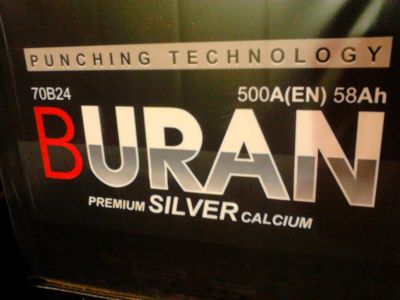 PUNCHING TECHNOLOGY
70B24 500A(EN) 58Ah
BURAN
PREMIUM SILVER CALCIUM